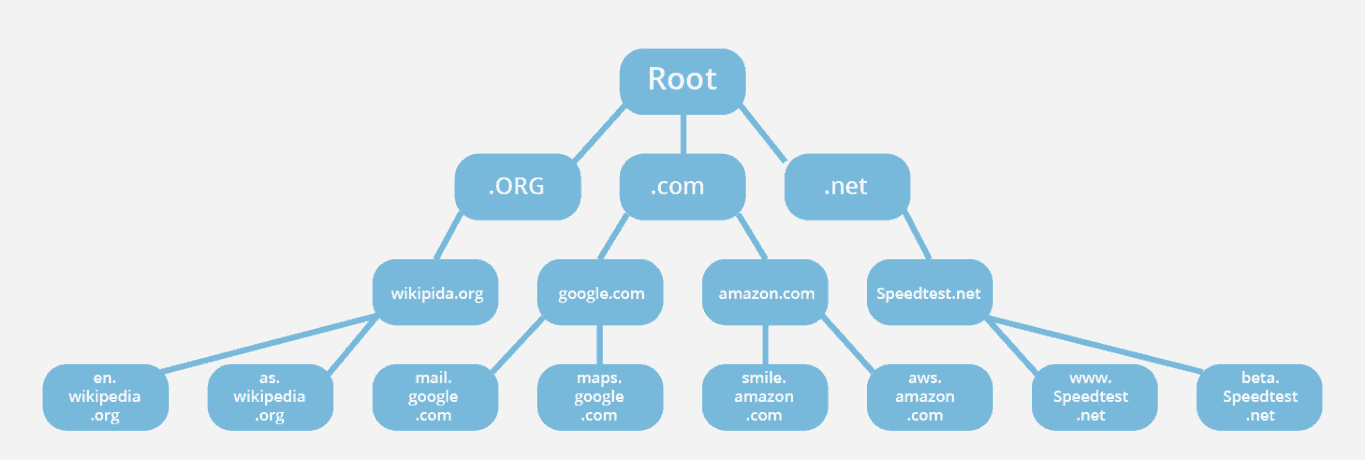 Root
.ORG
.com
.net
wikipida.org
google.com
amazon.com
Speedtest.net
en.
wikipedia
.org
as.
wikipedia
.org
mail.
google
.com
maps.
google
.com
smile.
amazon
.com
aws.
amazon
.com
www.
Speedtest
.net
beta.
Speedtest
.net